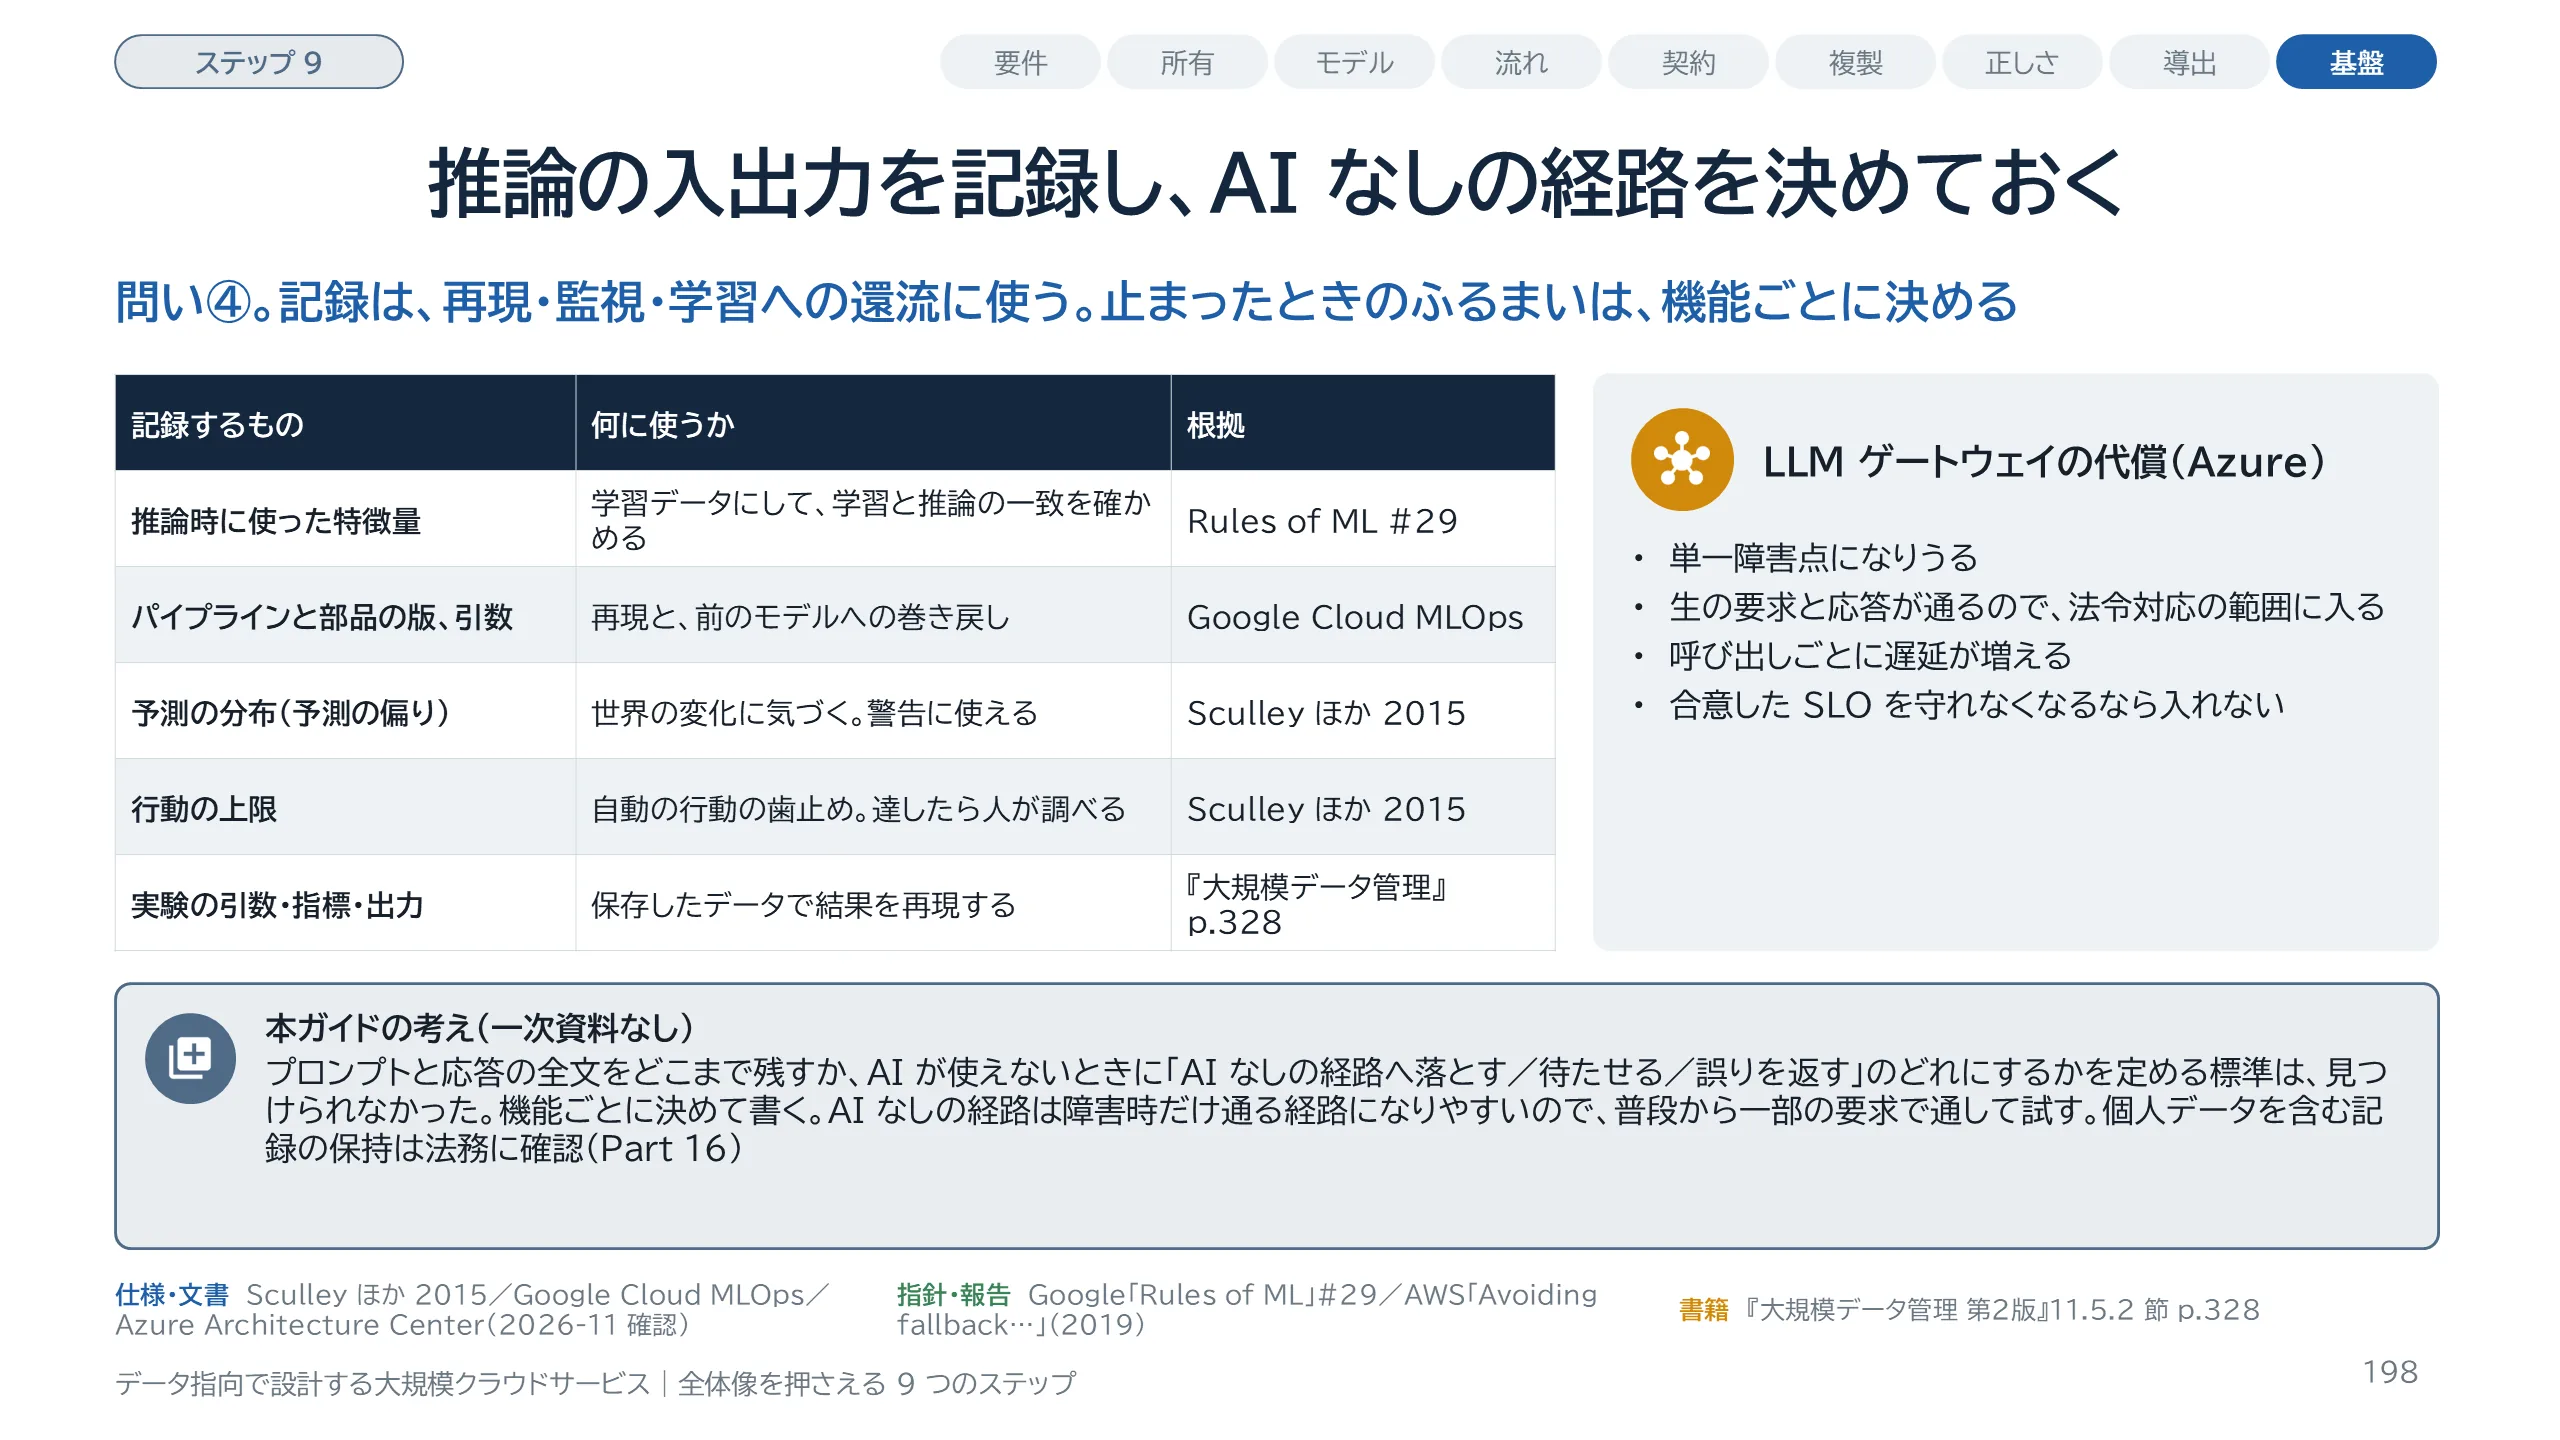 ステップ 9
要件
所有
モデル
流れ
契約
複製
正しさ
導出
基盤
推論の入出力を記録し、AI なしの経路を決めておく
問い④。記録は、再現・監視・学習への還流に使う。止まったときのふるまいは、機能ごとに決める
記録するもの
何に使うか
根拠
推論時に使った特徴量
学習データにして、学習と推論の一致を確か
める
Rules of ML #29
パイプラインと部品の版、引数
再現と、前のモデルへの巻き戻し
Google Cloud MLOps
予測の分布（予測の偏り）
世界の変化に気づく。警告に使える
Sculley ほか 2015
行動の上限
自動の行動の歯止め。達したら人が調べる
Sculley ほか 2015
実験の引数・指標・出力
保存したデータで結果を再現する
『大規模データ管理』
p.328
LLM ゲートウェイの代償（Azure）
• 単一障害点になりうる
• 生の要求と応答が通るので、法令対応の範囲に入る
• 呼び出しごとに遅延が増える
• 合意した SLO を守れなくなるなら入れない
本ガイドの考え（一次資料なし）
プロンプトと応答の全文をどこまで残すか、AI が使えないときに「AI なしの経路へ落とす／待たせる／誤りを返す」のどれにするかを定める標準は、見つ
けられなかった。機能ごとに決めて書く。AI なしの経路は障害時だけ通る経路になりやすいので、普段から一部の要求で通して試す。個人データを含む記
録の保持は法務に確認（Part 16）
仕様・文書 Sculley ほか 2015／Google Cloud MLOps／
Azure Architecture Center（2026-11 確認）
指針・報告 Google「Rules of ML」#29／AWS「Avoiding
fallback…」（2019）
書籍 『大規模データ管理 第2版』11.5.2 節 p.328
データ指向で設計する大規模クラウドサービス｜全体像を押さえる 9 つのステップ
198